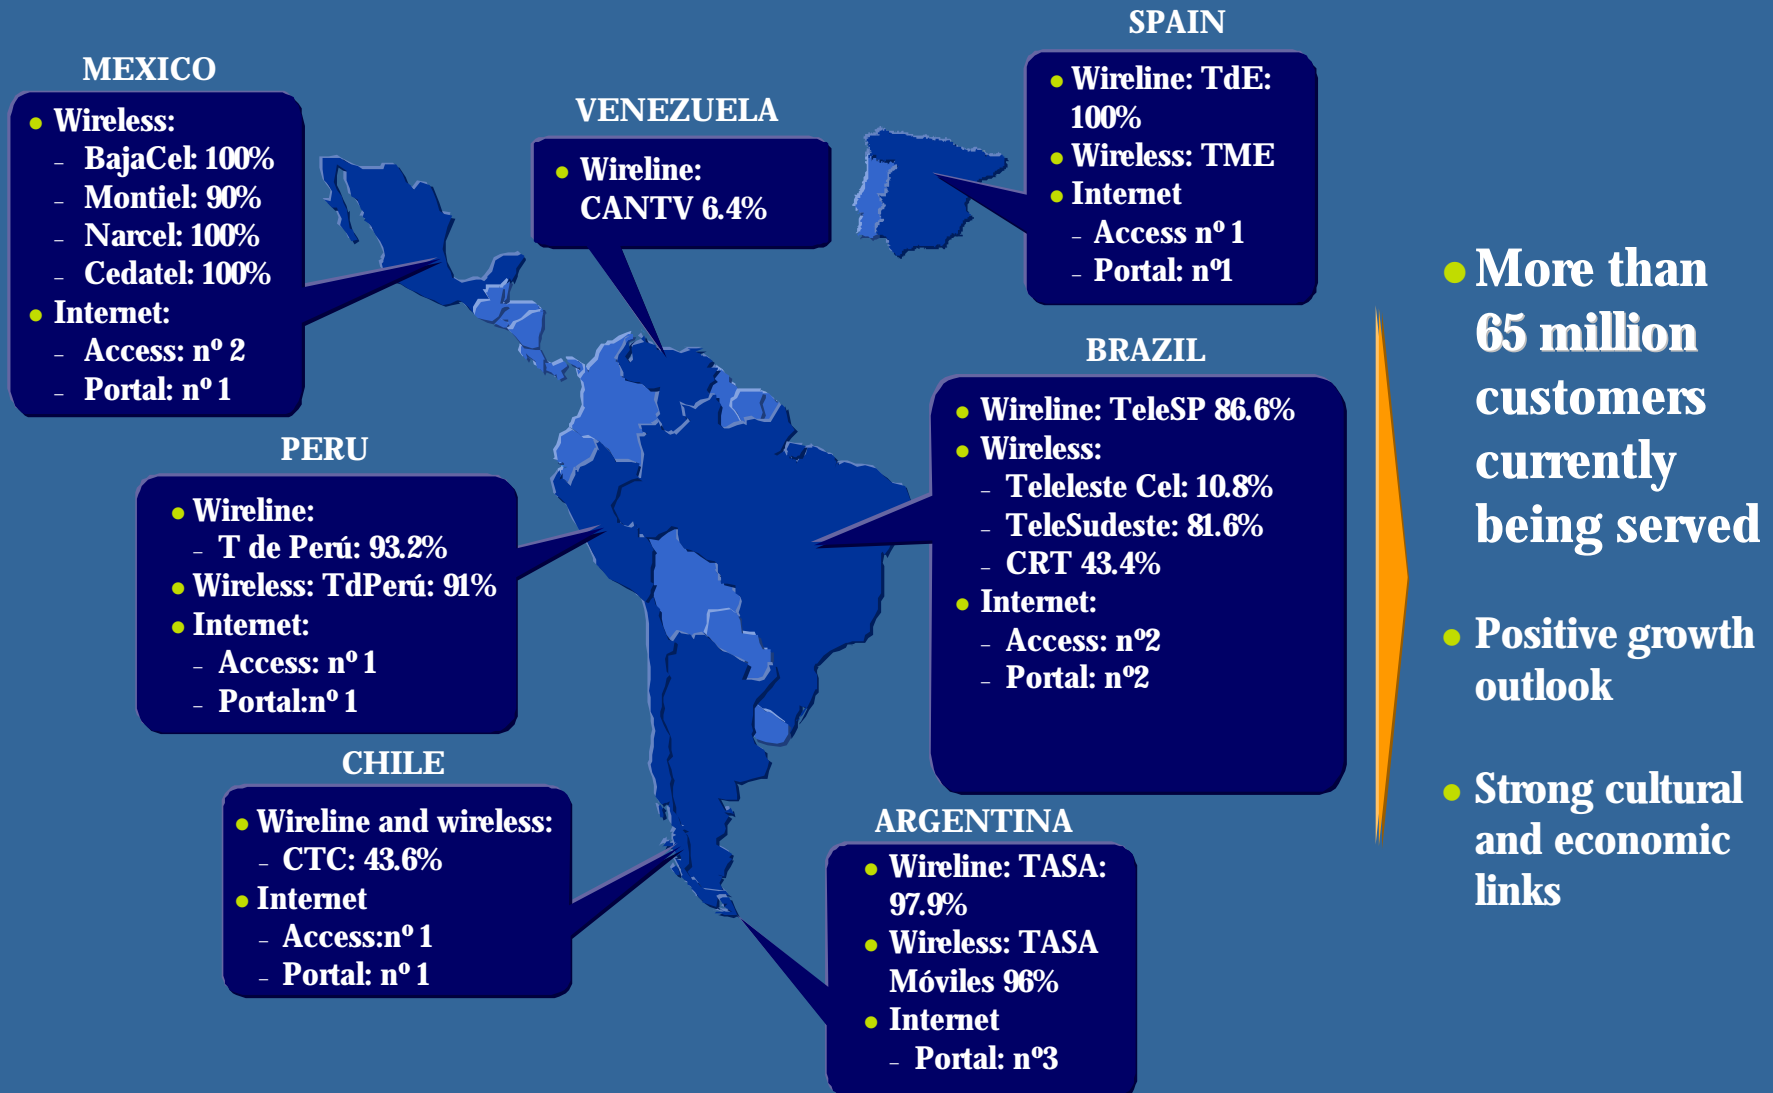 SPAIN
• Wireline: TdE:
100%
• Wireless: TME
• Internet
- Access nº 1
- Portal: nº1
MEXICO
• Wireless:
- BajaCel: 100%
- Montiel: 90%
- Narcel: 100%
- Cedatel: 100%
• Internet:
- Access: nº 2
- Portal: nº 1
VENEZUELA
• Wireline:
CANTV 6.4%
BRAZIL
• Wireline: TeleSP 86.6%
• Wireless:
- Teleleste Cel: 10.8%
- TeleSudeste: 81.6%
- CRT 43.4%
• Internet:
- Access: nº2
- Portal: nº2
PERU
• Wireline:
- T de Perú: 93.2%
• Wireless: TdPerú: 91%
• Internet:
- Access: nº 1
- Portal:nº 1
CHILE
• Wireline and wireless:
- CTC: 43.6%
• Internet
- Access:nº 1
- Portal: nº 1
ARGENTINA
• Wireline: TASA:
97.9%
• Wireless: TASA
Móviles 96%
• Internet
- Portal: nº3
• More than
65 million
customers
currently
being served
• Positive growth
outlook
• Strong cultural
and economic
links